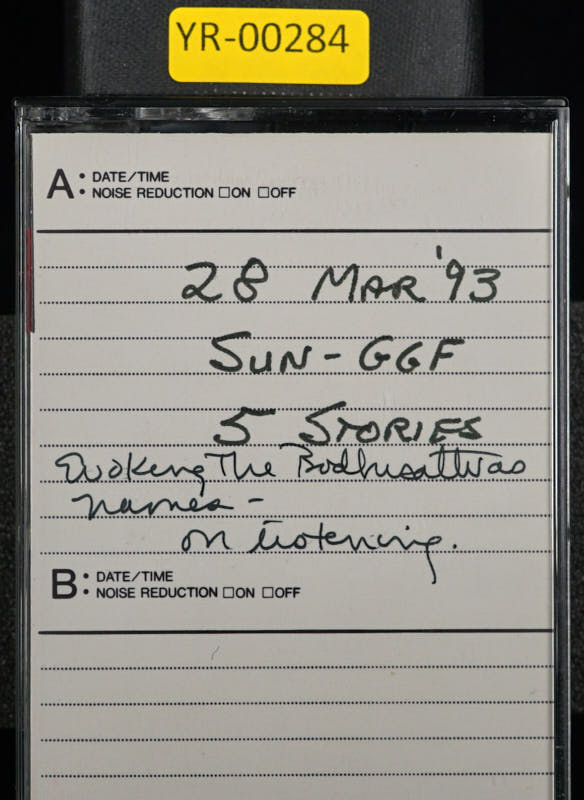 YR-00284
A: DATE/TIME
NOISE REDUCTION □ON □OFF
28 MAR '93
SUN - GGF
5 STORIES
Evoking The Bodhisattvas
names -
on listening.
B: DATE/TIME
NOISE REDUCTION □ON □OFF